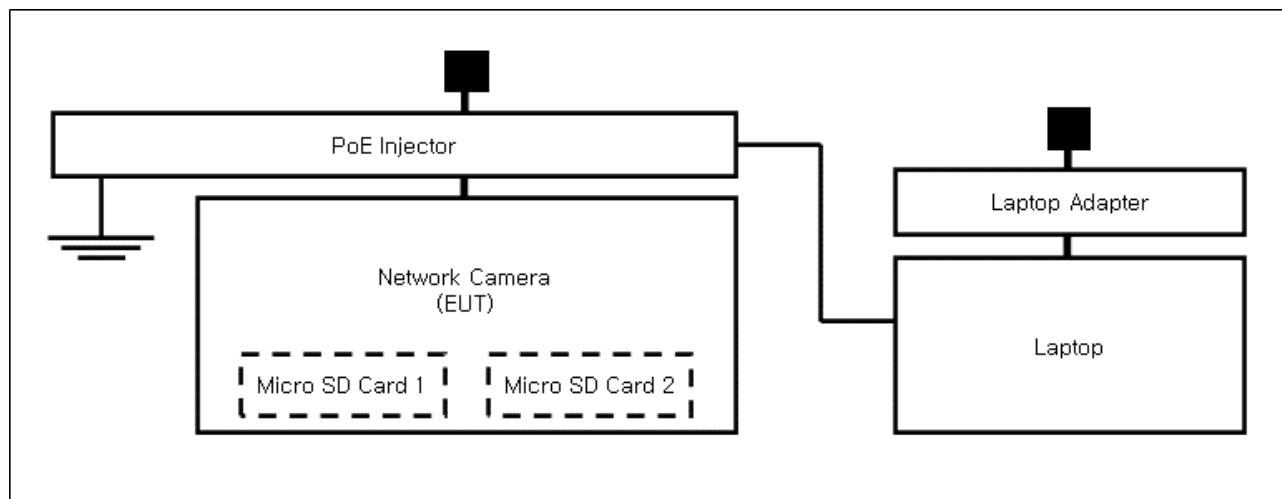 PoE Injector
Laptop Adapter
Network Camera
(EUT)
Laptop
Micro SD Card 1
Micro SD Card 2